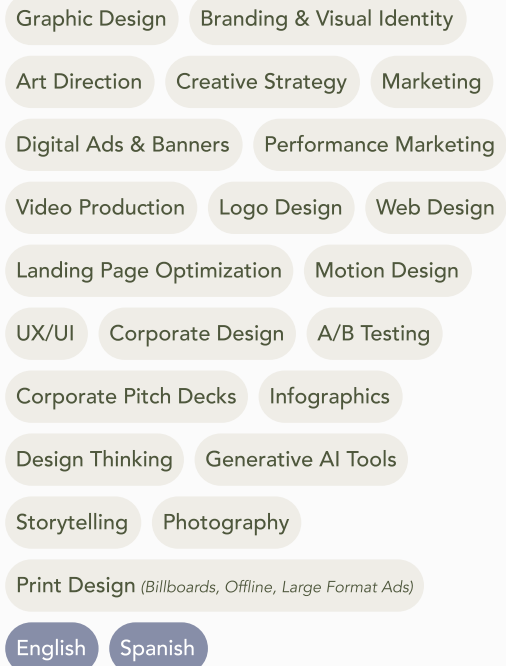 Graphic Design Branding & Visual Identity
Art Direction Creative Strategy Marketing
Digital Ads & Banners Performance Marketing
Video Production Logo Design Web Design
Landing Page Optimization Motion Design
UX/UI Corporate Design A/B Testing
Corporate Pitch Decks Infographics
Design Thinking Generative AI Tools
Storytelling Photography
Print Design (Billboards, Offline, Large Format Ads)
English Spanish